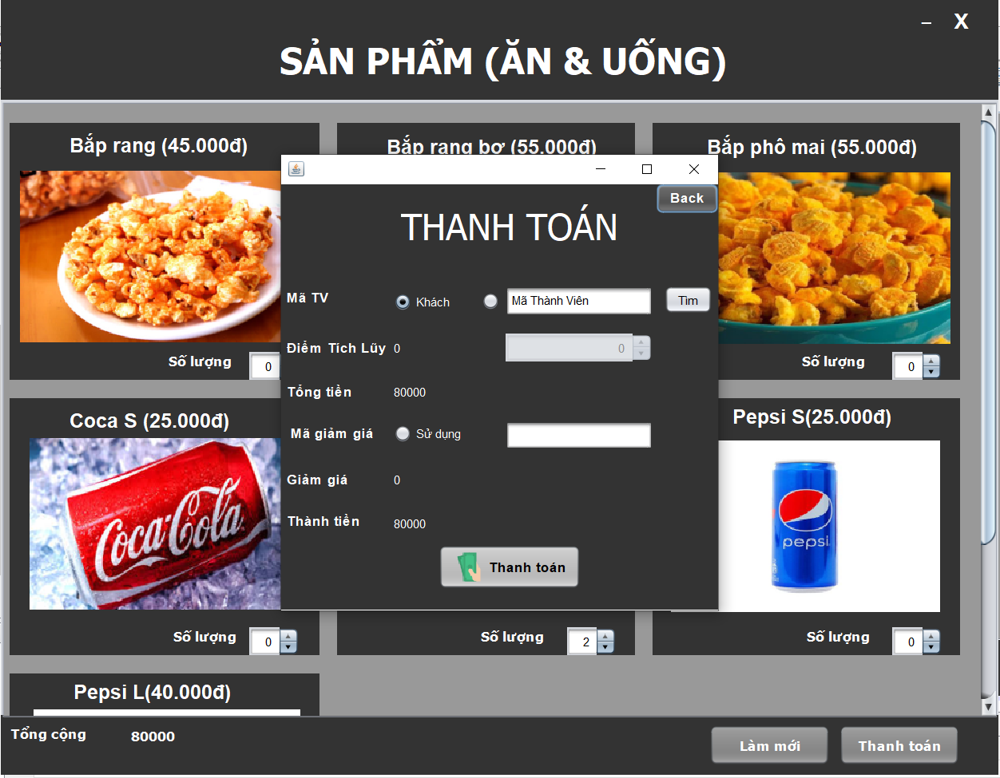 – X
SẢN PHẨM (ĂN & UỐNG)
Bắp rang (45.000đ)
Bắp rang bơ (55.000đ)
Bắp phô mai (55.000đ)
Back
THANH TOÁN
Mã TV
Khách
Mã Thành Viên
Tìm
Điểm Tích Lũy
0
0
Tổng tiền
80000
Mã giảm giá
Sử dụng
Giảm giá
0
Thành tiền
80000
Thanh toán
Số lượng
0
Số lượng
0
Coca S (25.000đ)
Coca-Cola
Pepsi S(25.000đ)
pepsi
Số lượng
0
Số lượng
2
Số lượng
0
Pepsi L(40.000đ)
Tổng cộng
80000
Làm mới
Thanh toán